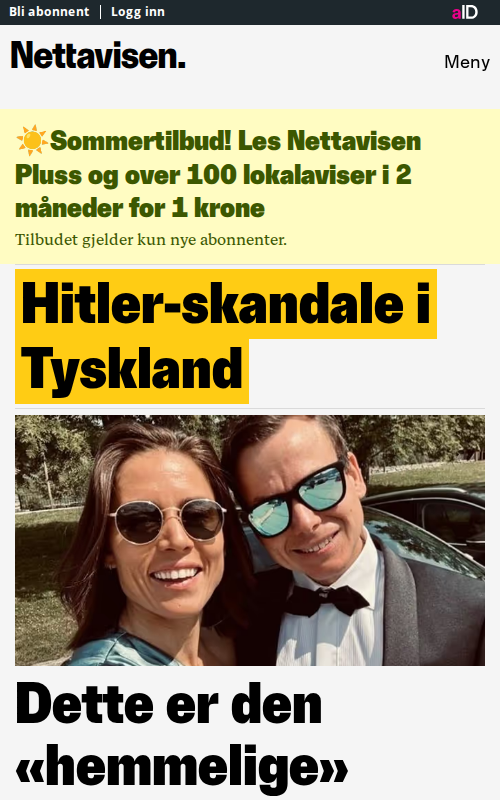 Bli abonnent | Logg inn aID
Nettavisen.
Meny
☀️Sommertilbud! Les Nettavisen
Pluss og over 100 lokalaviser i 2
måneder for 1 krone
Tilbudet gjelder kun nye abonnenter.
Hitler-skandale i
Tyskland
Dette er den
«hemmelige»